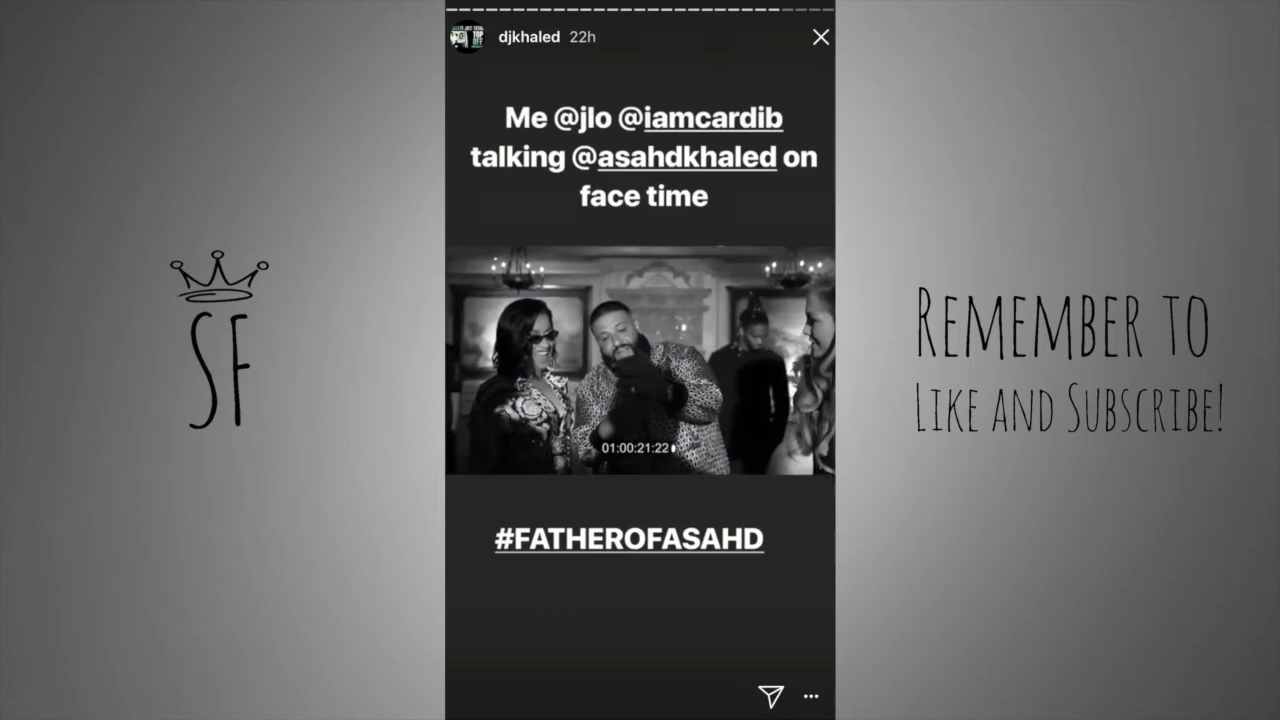 djkhaled 22h
Me @jlo @iamcardib
talking @asahdkhaled on
face time
01:00:21:22
#FATHEROFASAHD
SF
REMEMBER TO
LIKE AND SUBSCRIBE!